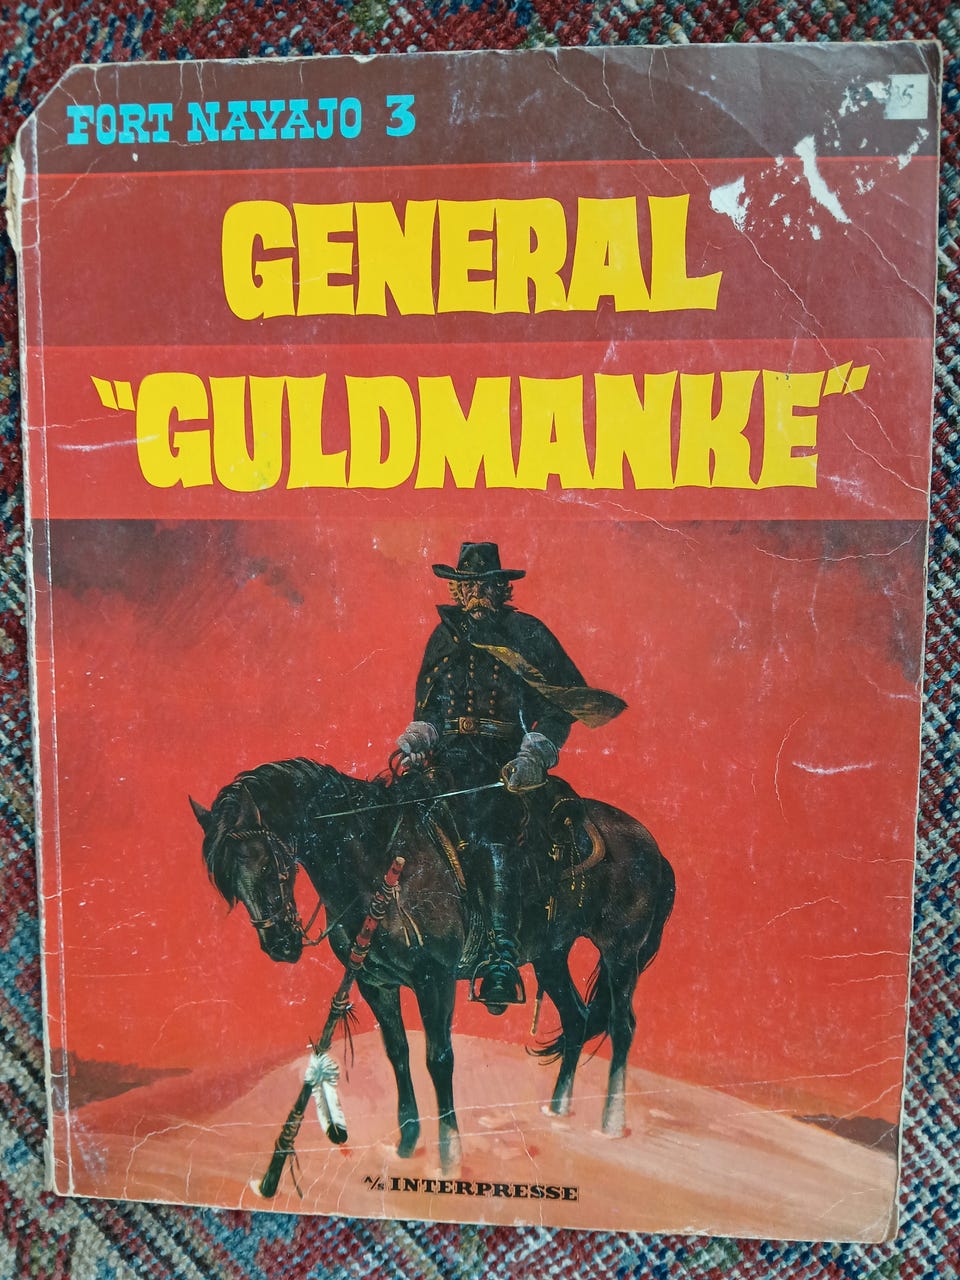 FORT NAVAJO 3
GENERAL
"GULDMANKE"
A/S INTERPRESSE